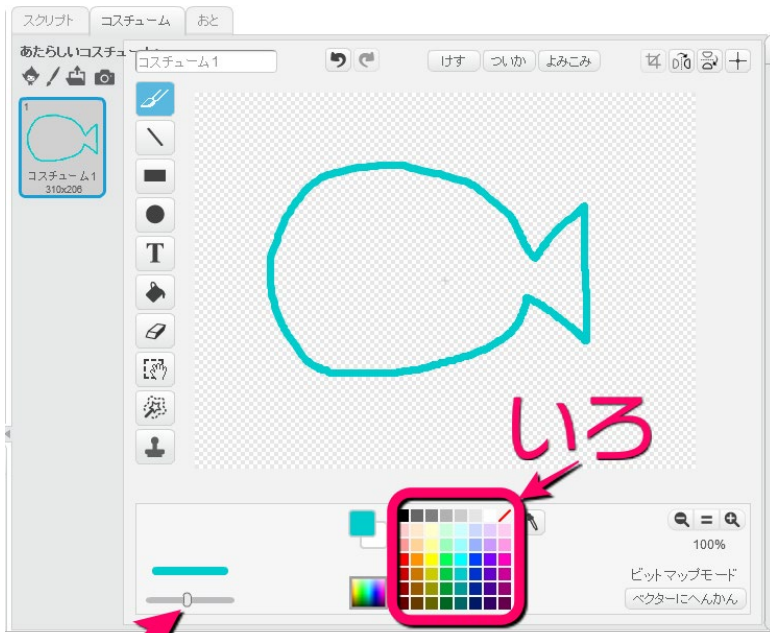 スクリプト
コスチューム
おと
あたらしいコスチューム
コスチューム1
けす
ついか
よみこみ
1
コスチューム1
310x206
T
いろ
100%
ビットマップモード
ベクターにへんかん